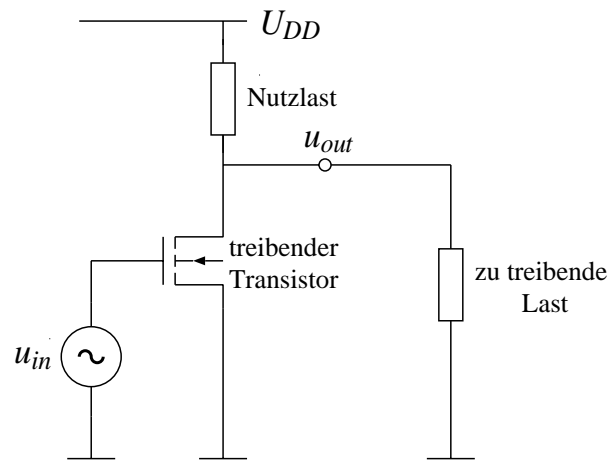 U_DD
Nutzlast
u_out
treibender
Transistor
zu treibende
Last
u_in